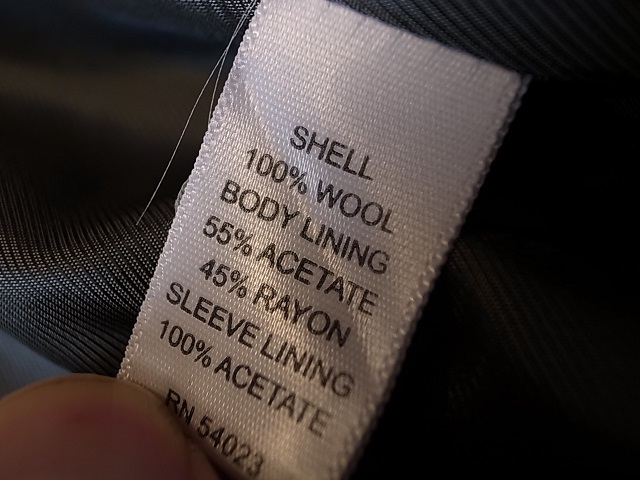 SHELL
100% WOOL
BODY LINING
55% ACETATE
45% RAYON
SLEEVE LINING
100% ACETATE
RN 54023